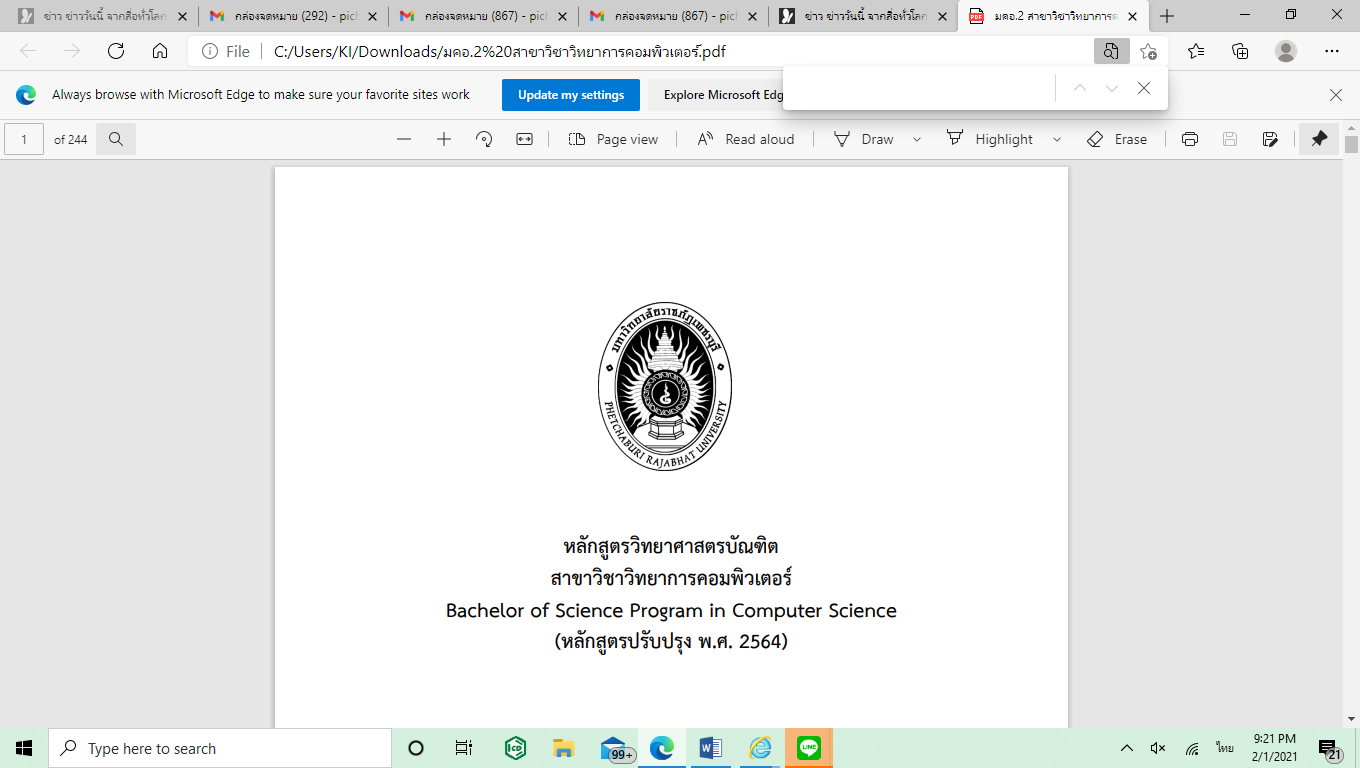 ข่าว ข่าววันนี้ จากสื่อทั่วโลก
กล่องจดหมาย (292) - pich
กล่องจดหมาย (867) - pich
กล่องจดหมาย (867) - pich
ข่าว ข่าววันนี้ จากสื่อทั่วโลก
มคอ.2 สาขาวิชาวิทยาการค
File
C:/Users/KI/Downloads/มคอ.2%20สาขาวิชาวิทยาการคอมพิวเตอร์.pdf
Always browse with Microsoft Edge to make sure your favorite sites work
Update my settings
Explore Microsoft Edg
1 of 244
Page view
Read aloud
Draw
Highlight
Erase
มหาวิทยาลัยราชภัฏเพชรบุรี
PHETCHABURI RAJABHAT UNIVERSITY
หลักสูตรวิทยาศาสตรบัณฑิต
สาขาวิชาวิทยาการคอมพิวเตอร์
Bachelor of Science Program in Computer Science
(หลักสูตรปรับปรุง พ.ศ. 2564)
Type here to search
99+
LINE
ไทย
9:21 PM
2/1/2021
21